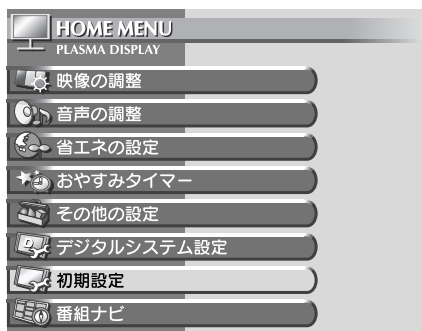 HOME MENU
PLASMA DISPLAY
映像の調整
音声の調整
省エネの設定
おやすみタイマー
その他の設定
デジタルシステム設定
初期設定
番組ナビ